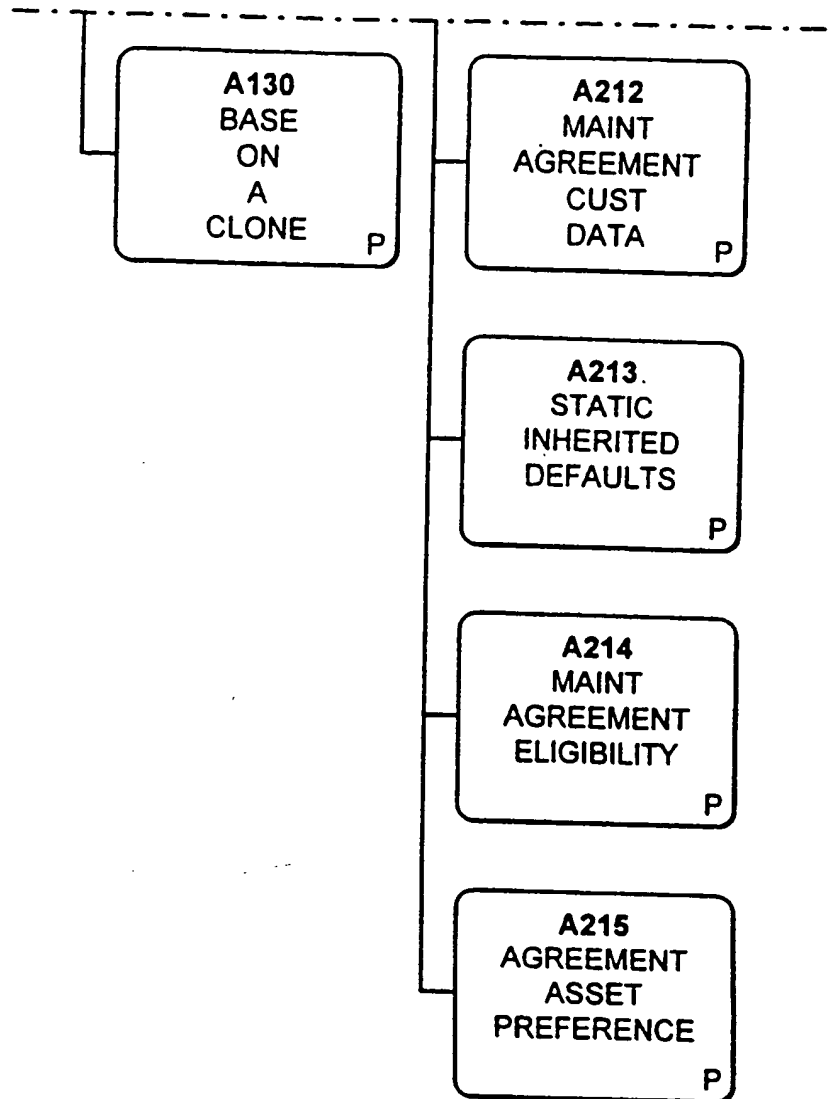 A130
BASE
ON
A
CLONE
P
A212
MAINT
AGREEMENT
CUST
DATA
P
A213.
STATIC
INHERITED
DEFAULTS
P
A214
MAINT
AGREEMENT
ELIGIBILITY
P
A215
AGREEMENT
ASSET
PREFERENCE
P